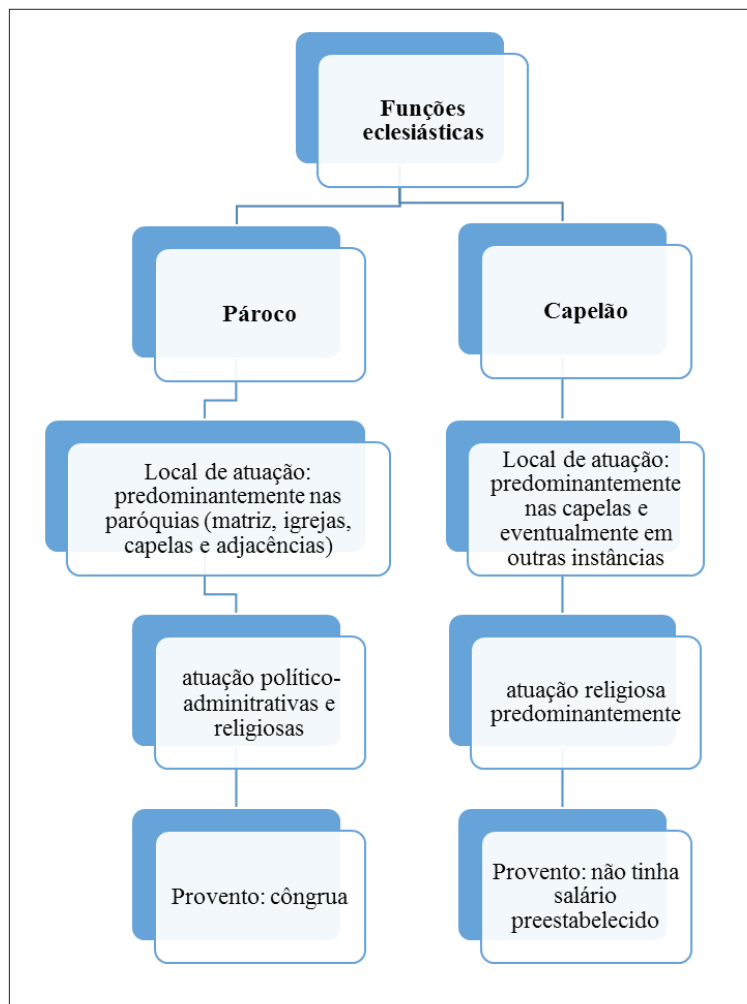 Funções
eclesiásticas
Pároco
Capelão
Local de atuação:
predominantemente nas
paróquias (matriz, igrejas,
capelas e adjacências)
Local de atuação:
predominantemente
nas capelas e
eventualmente em
outras instâncias
atuação político-
adminitrativas e
religiosas
atuação religiosa
predominantemente
Provento: côngrua
Provento: não tinha
salário
preestabelecido